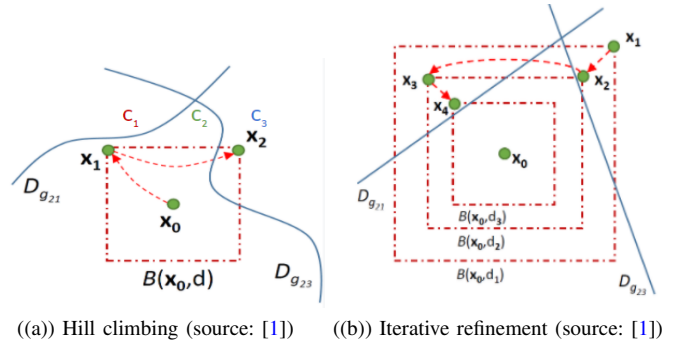 C1 C2 C3
x1
x2
x0
Dg21
B(x0,d)
Dg23
((a)) Hill climbing (source: [1])
x1
x2
x3
x4
x0
Dg21
B(x0,d3)
B(x0,d2)
B(x0,d1)
Dg23
((b)) Iterative refinement (source: [1])